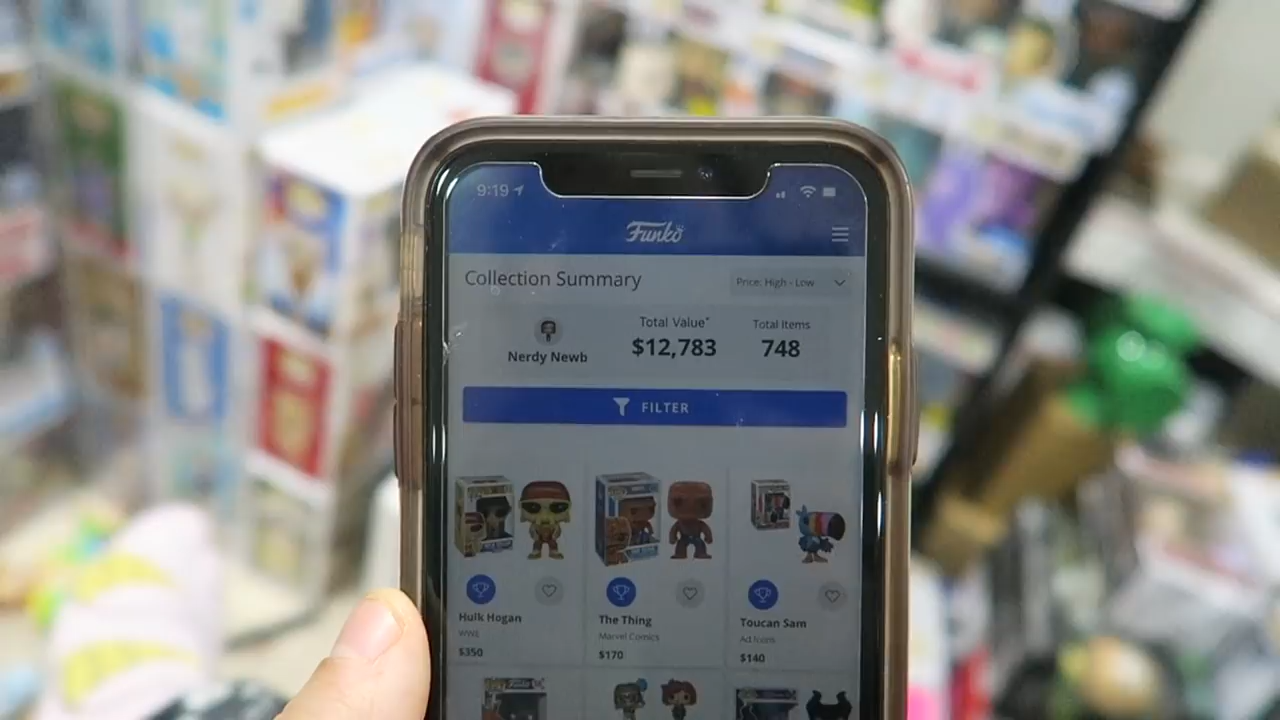 9:19
Funko
Collection Summary
Price: High - Low
Total Value*
Total Items
Nerdy Newb
$12,783
748
FILTER
Hulk Hogan
The Thing
Toucan Sam
WWE
Marvel Comics
Ad Icons
$350
$170
$140